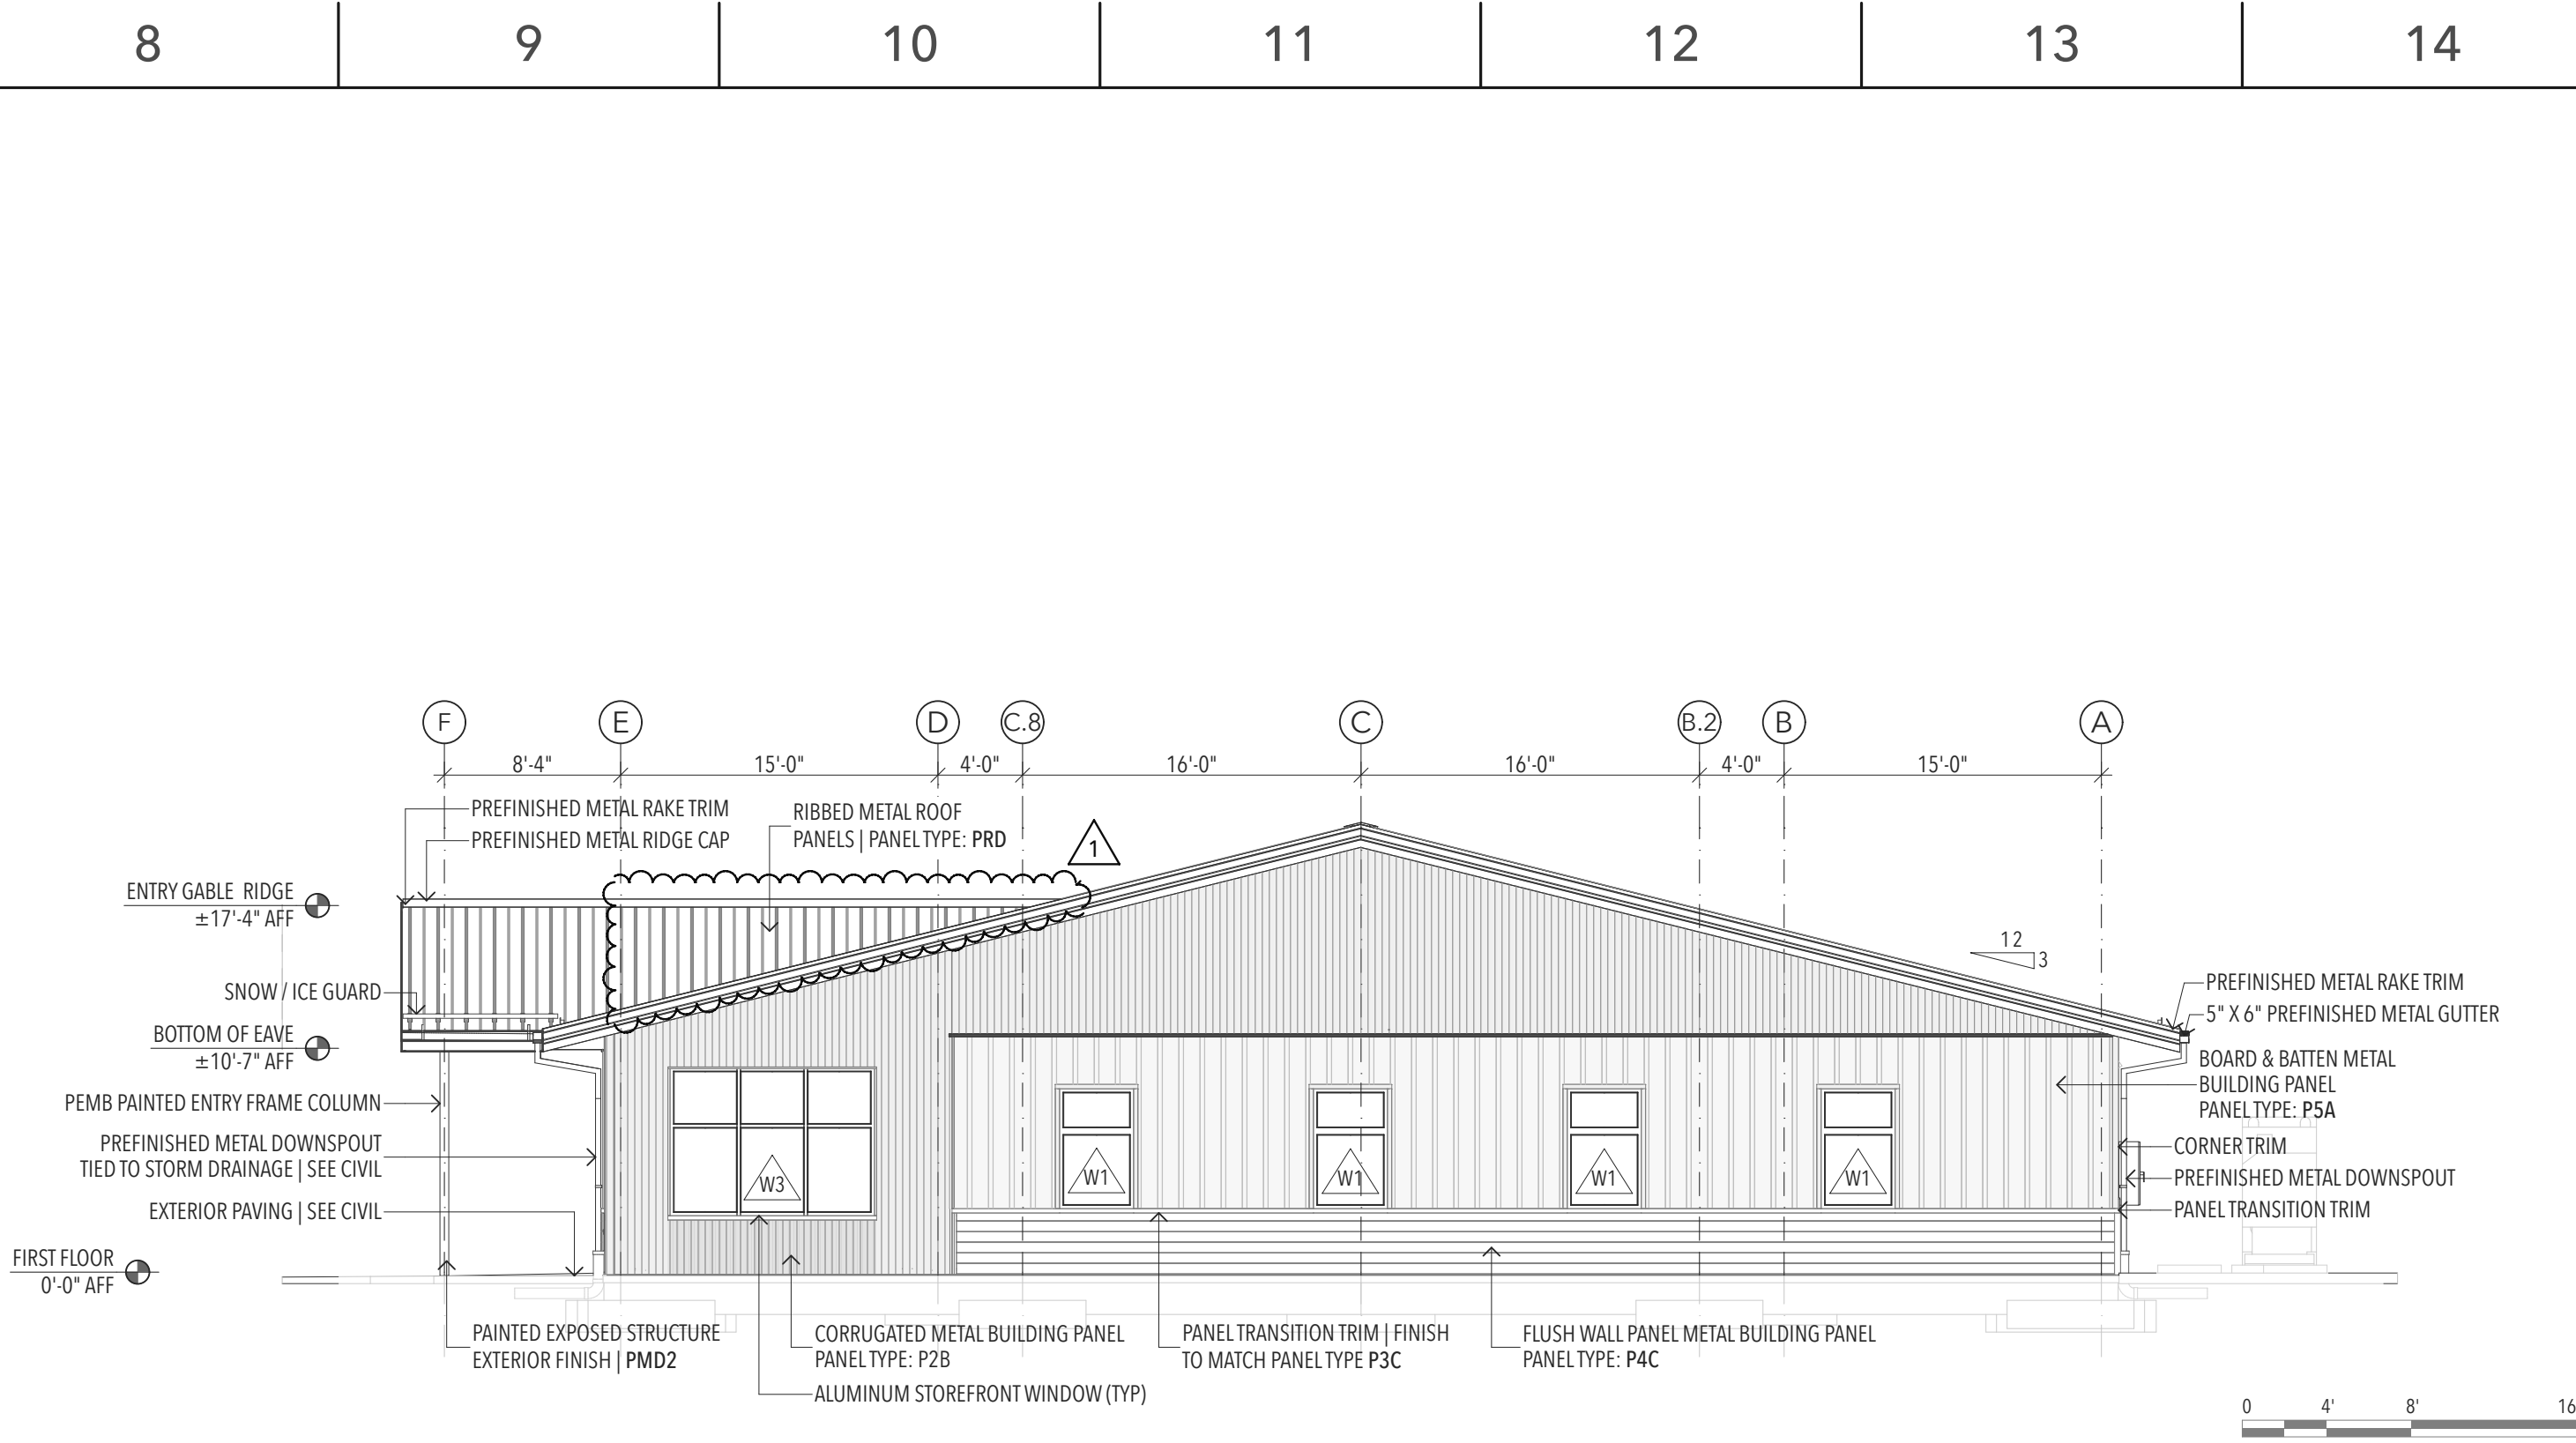 8 9 10 11 12 13 14
F E D C.8 C B.2 B A
8'-4" 15'-0" 4'-0" 16'-0" 16'-0" 4'-0" 15'-0"
PREFINISHED METAL RAKE TRIM
PREFINISHED METAL RIDGE CAP
RIBBED METAL ROOF
PANELS | PANEL TYPE: PRD
1
ENTRY GABLE RIDGE
±17'-4" AFF
SNOW / ICE GUARD
BOTTOM OF EAVE
±10'-7" AFF
PEMB PAINTED ENTRY FRAME COLUMN
PREFINISHED METAL DOWNSPOUT
TIED TO STORM DRAINAGE | SEE CIVIL
EXTERIOR PAVING | SEE CIVIL
FIRST FLOOR
0'-0" AFF
12
3
PREFINISHED METAL RAKE TRIM
5" X 6" PREFINISHED METAL GUTTER
BOARD & BATTEN METAL
BUILDING PANEL
PANEL TYPE: P5A
CORNER TRIM
PREFINISHED METAL DOWNSPOUT
PANEL TRANSITION TRIM
W3 W1 W1 W1 W1
PAINTED EXPOSED STRUCTURE
EXTERIOR FINISH | PMD2
CORRUGATED METAL BUILDING PANEL
PANEL TYPE: P2B
ALUMINUM STOREFRONT WINDOW (TYP)
PANEL TRANSITION TRIM | FINISH
TO MATCH PANEL TYPE P3C
FLUSH WALL PANEL METAL BUILDING PANEL
PANEL TYPE: P4C
0 4' 8' 16